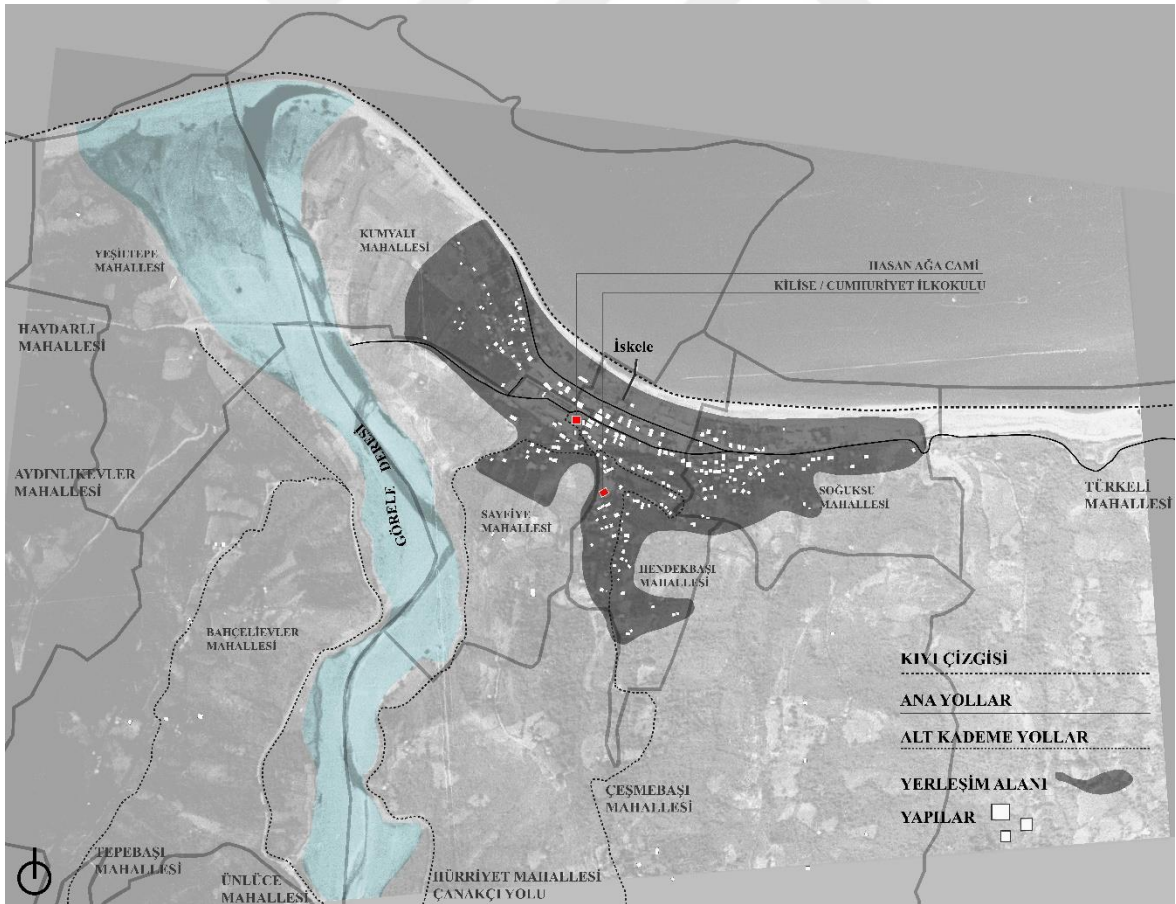 KUMYALI
MAHALLESİ
YEŞİLTEPE
MAHALLESİ
HASAN AĞA CAMİ
KİLİSE / CUMHURİYET İLKOKULU
HAYDARLI
MAHALLESİ
İskele
GÖRELE DERESİ
AYDINLIKEVLER
MAHALLESİ
SAYFİYE
MAHALLESİ
SOĞUKSU
MAHALLESİ
TÜRKELİ
MAHALLESİ
HENDEKBAŞI
MAHALLESİ
BAHÇELİEVLER
MAHALLESİ
KIYI ÇİZGİSİ
ANA YOLLAR
ALT KADEME YOLLAR
YERLEŞİM ALANI
YAPILAR
ÇEŞMEBAŞI
MAHALLESİ
TEPEBAŞI
MAHALLESİ
ÜNLÜCE
MAHALLESİ
HÜRRİYET MAHALLESİ
ÇANAKÇI YOLU